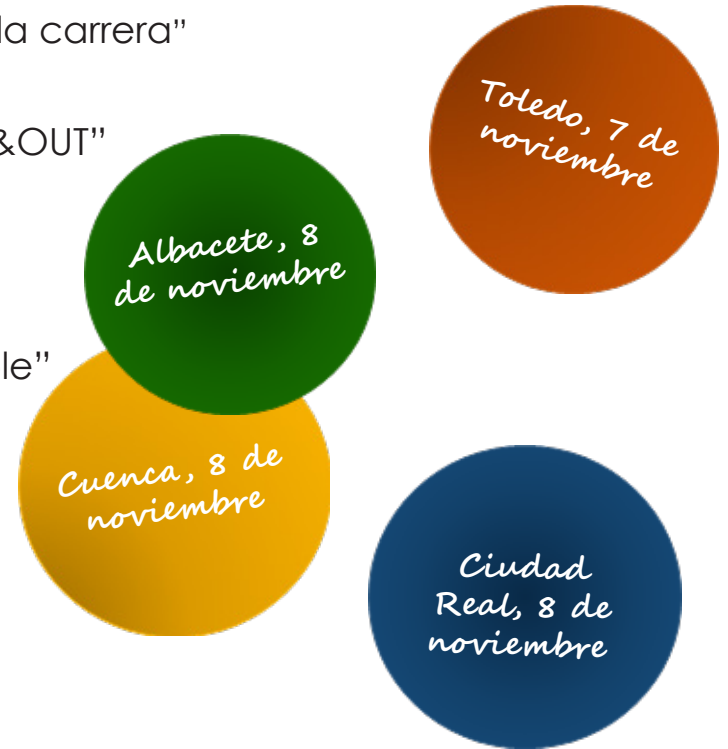 la carrera”
Toledo, 7 de
noviembre
&OUT”
Albacete, 8
de noviembre
le”
Cuenca, 8 de
noviembre
Ciudad
Real, 8 de
noviembre